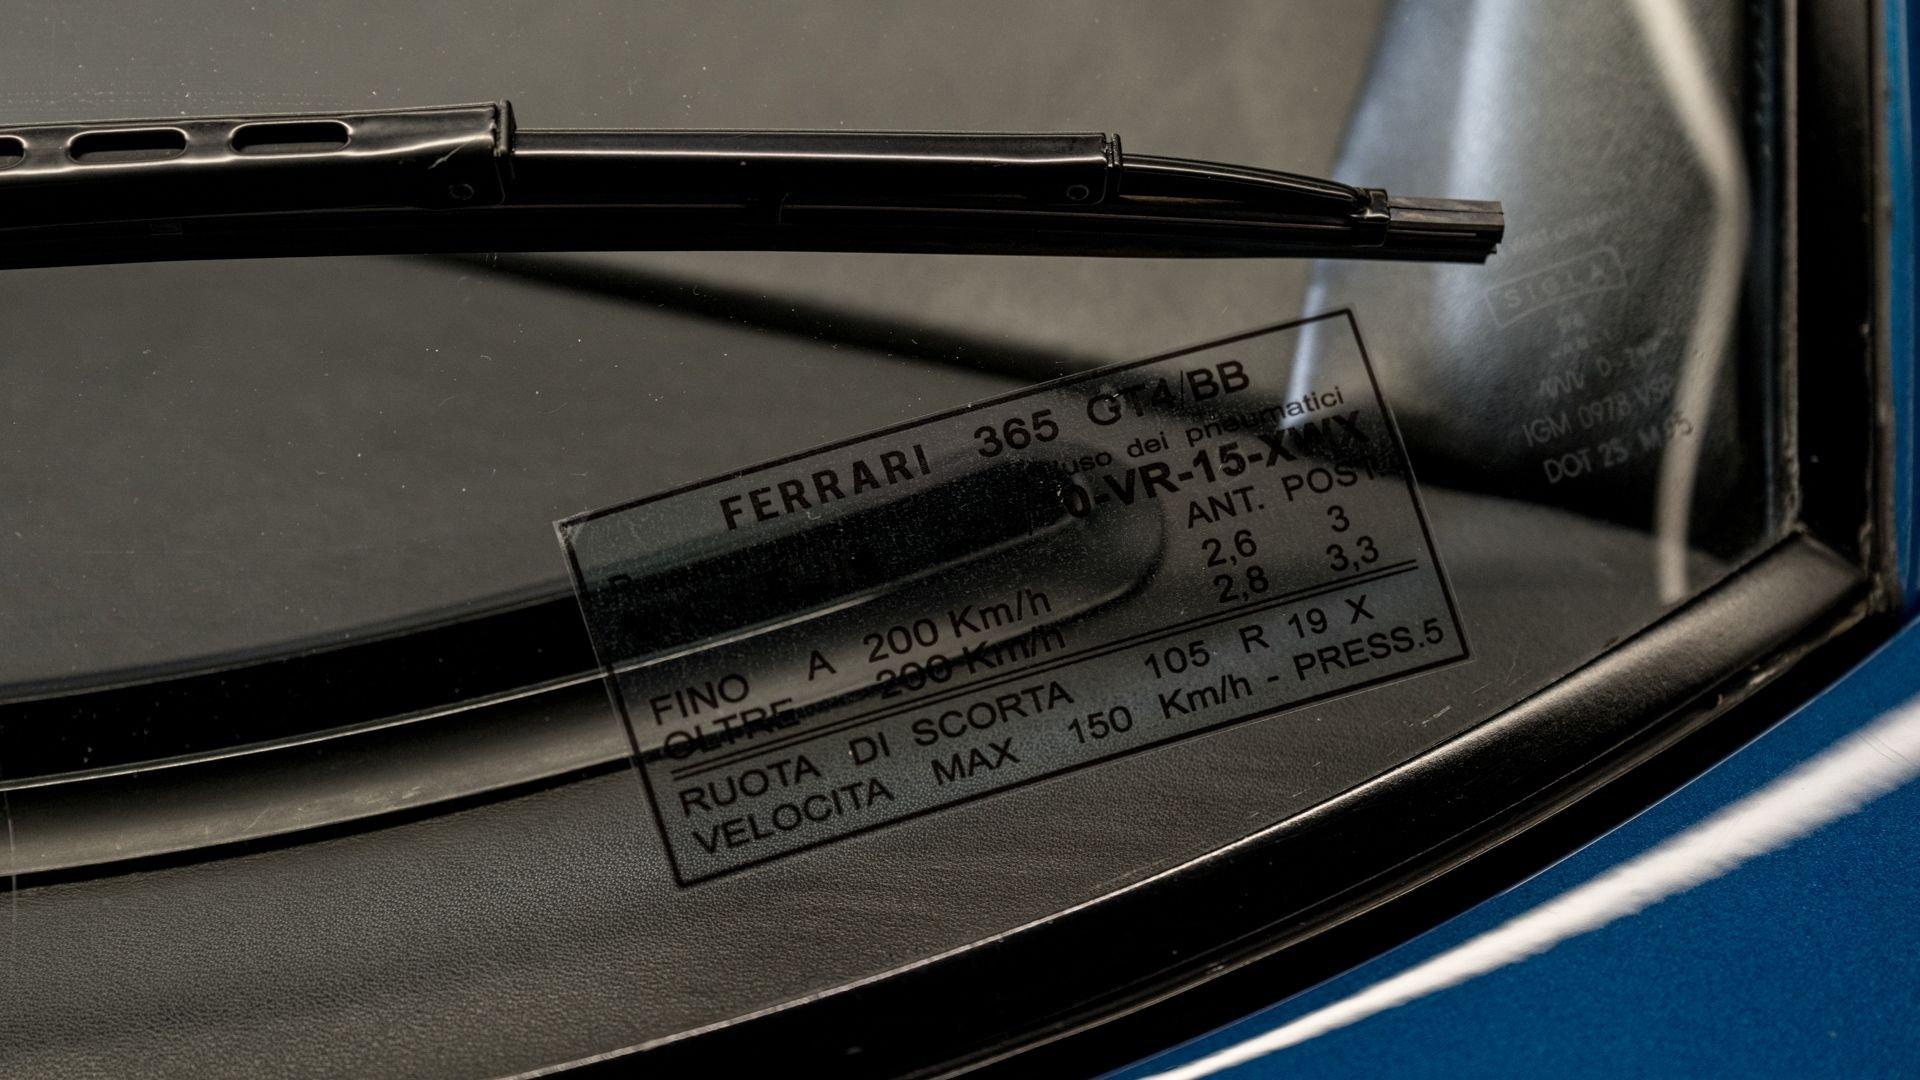 FERRARI 365 GT4/BB
uso dei pneumatici
0-VR-15-XWX
ANT. POST
FINO A 200 Km/h 2,6 3
OLTRE 200 Km/h 2,8 3,3
RUOTA DI SCORTA 105 R 19 X
VELOCITA MAX 150 Km/h - PRESS.5
SIGLA
IGM 0978 VSR
DOT 25